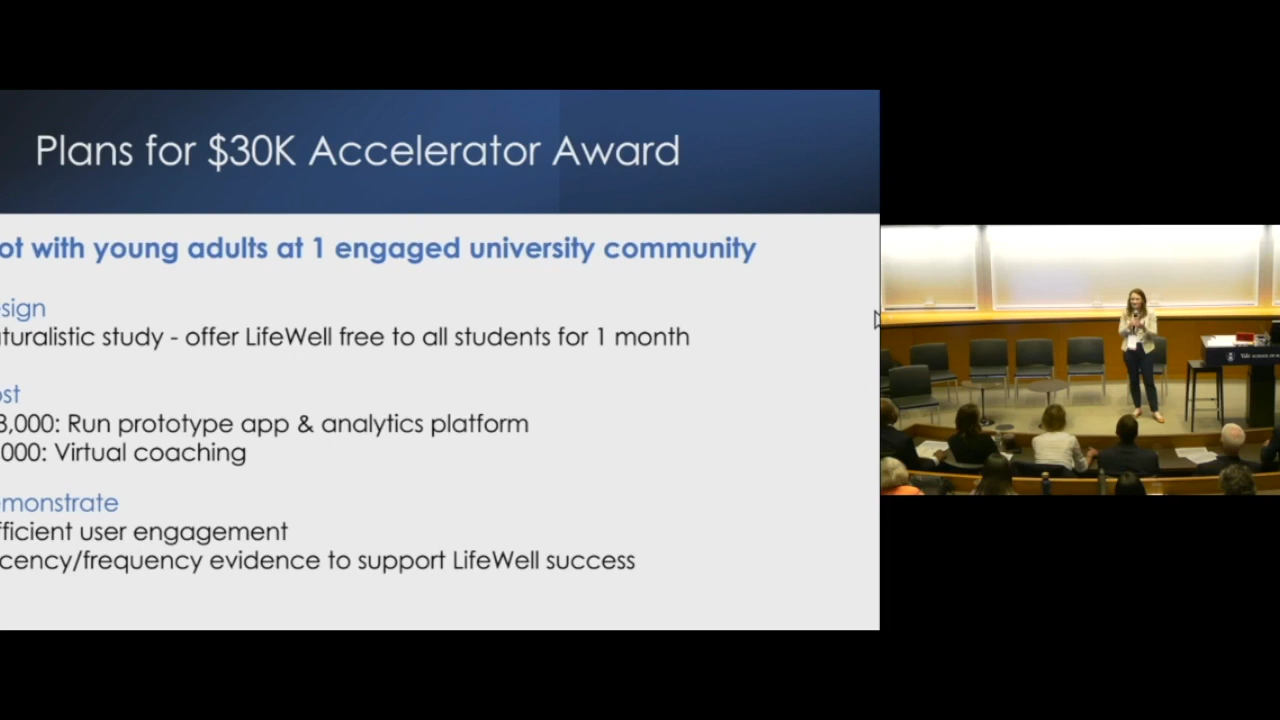 Plans for $30K Accelerator Award
ot with young adults at 1 engaged university community
sign
turalistic study - offer LifeWell free to all students for 1 month
st
3,000: Run prototype app & analytics platform
000: Virtual coaching
monstrate
fficient user engagement
cency/frequency evidence to support LifeWell success
Yale